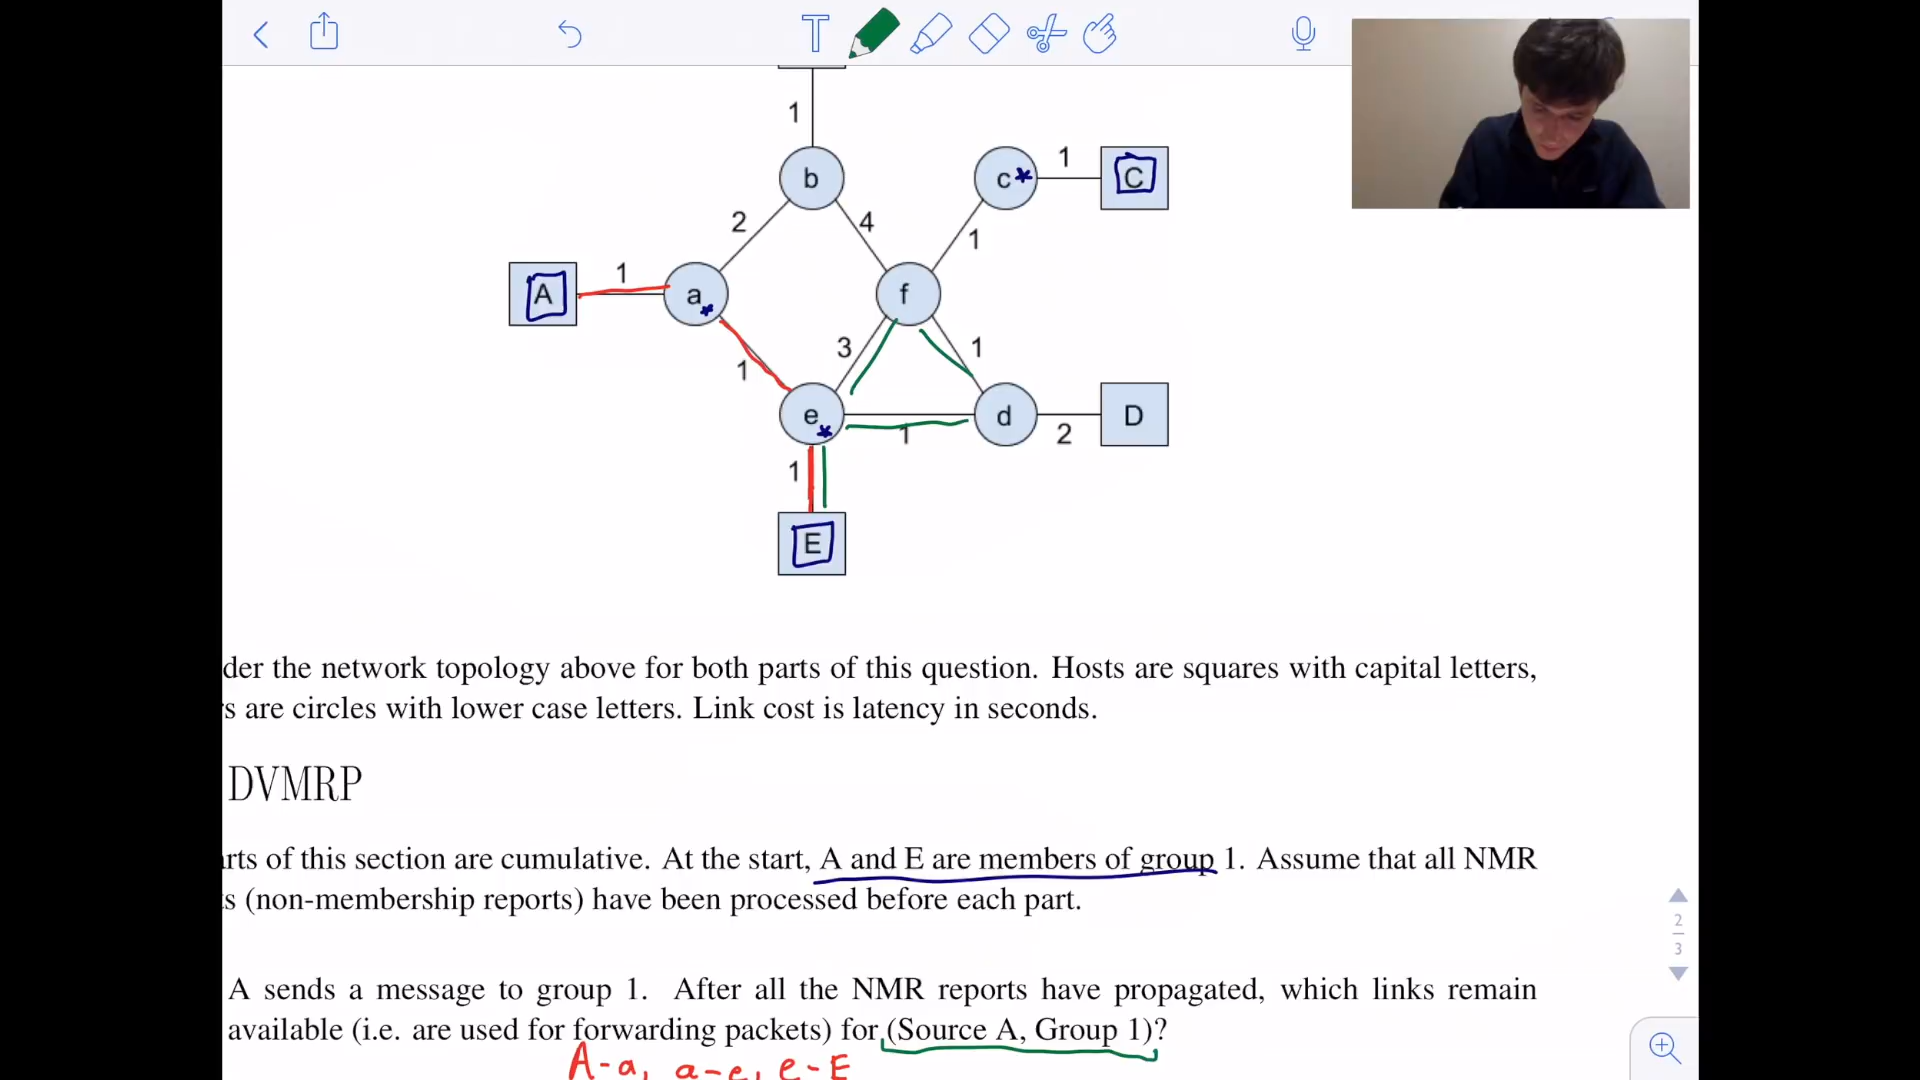 T
1
b
c*
1
C
2
4
1
A
1
a
f
3
1
1
e
d
D
1
2
1
E
der the network topology above for both parts of this question. Hosts are squares with capital letters,
s are circles with lower case letters. Link cost is latency in seconds.
DVMRP
rts of this section are cumulative. At the start, A and E are members of group 1. Assume that all NMR
s (non-membership reports) have been processed before each part.
2
3
A sends a message to group 1. After all the NMR reports have propagated, which links remain
available (i.e. are used for forwarding packets) for (Source A, Group 1)?
A-a, a-e, e-E